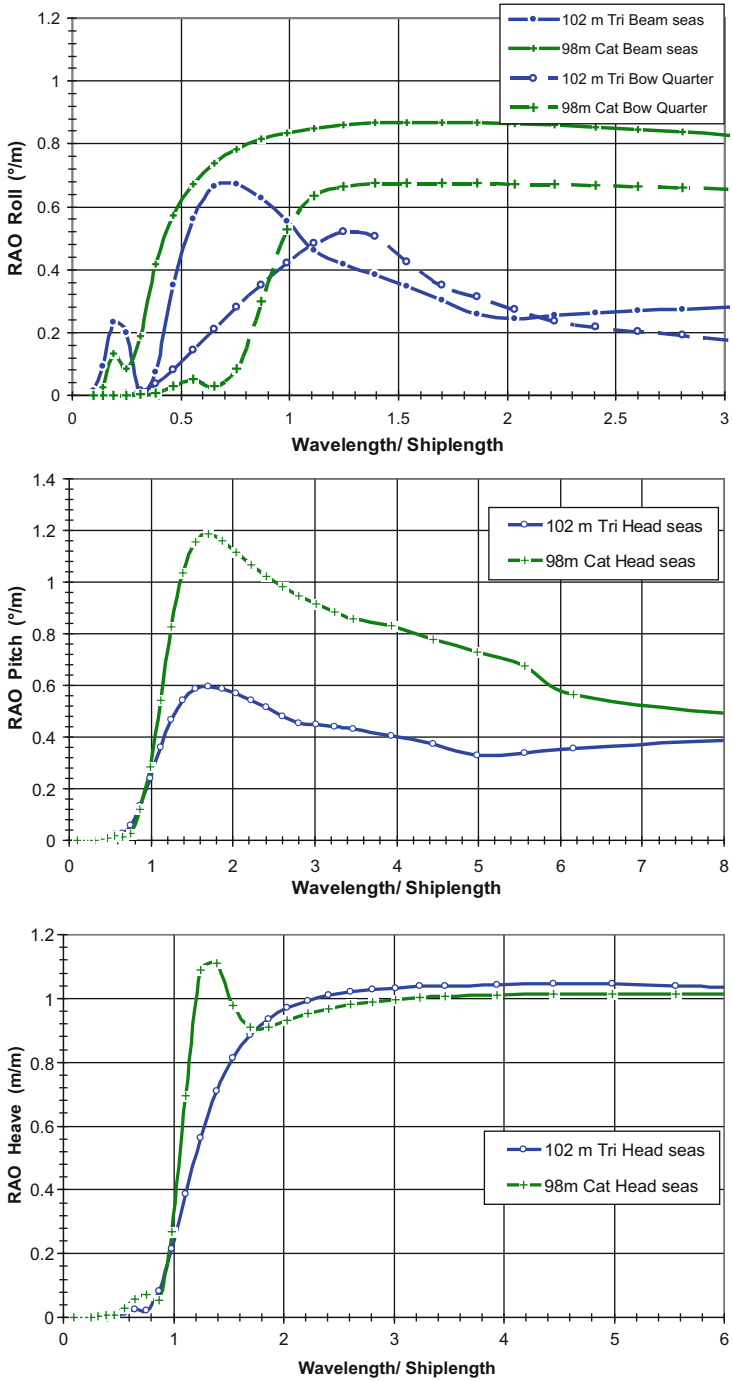 1.2
1
0.8
0.6
0.4
0.2
0
RAO Roll (°/m)
102 m Tri Beam seas
98m Cat Beam seas
102 m Tri Bow Quarter
98m Cat Bow Quarter
0 0.5 1 1.5 2 2.5 3
Wavelength/ Shiplength
1.4
1.2
1
0.8
0.6
0.4
0.2
0
RAO Pitch (°/m)
102 m Tri Head seas
98m Cat Head seas
0 1 2 3 4 5 6 7 8
Wavelength/ Shiplength
1.2
1
0.8
0.6
0.4
0.2
0
RAO Heave (m/m)
102 m Tri Head seas
98m Cat Head seas
0 1 2 3 4 5 6
Wavelength/ Shiplength